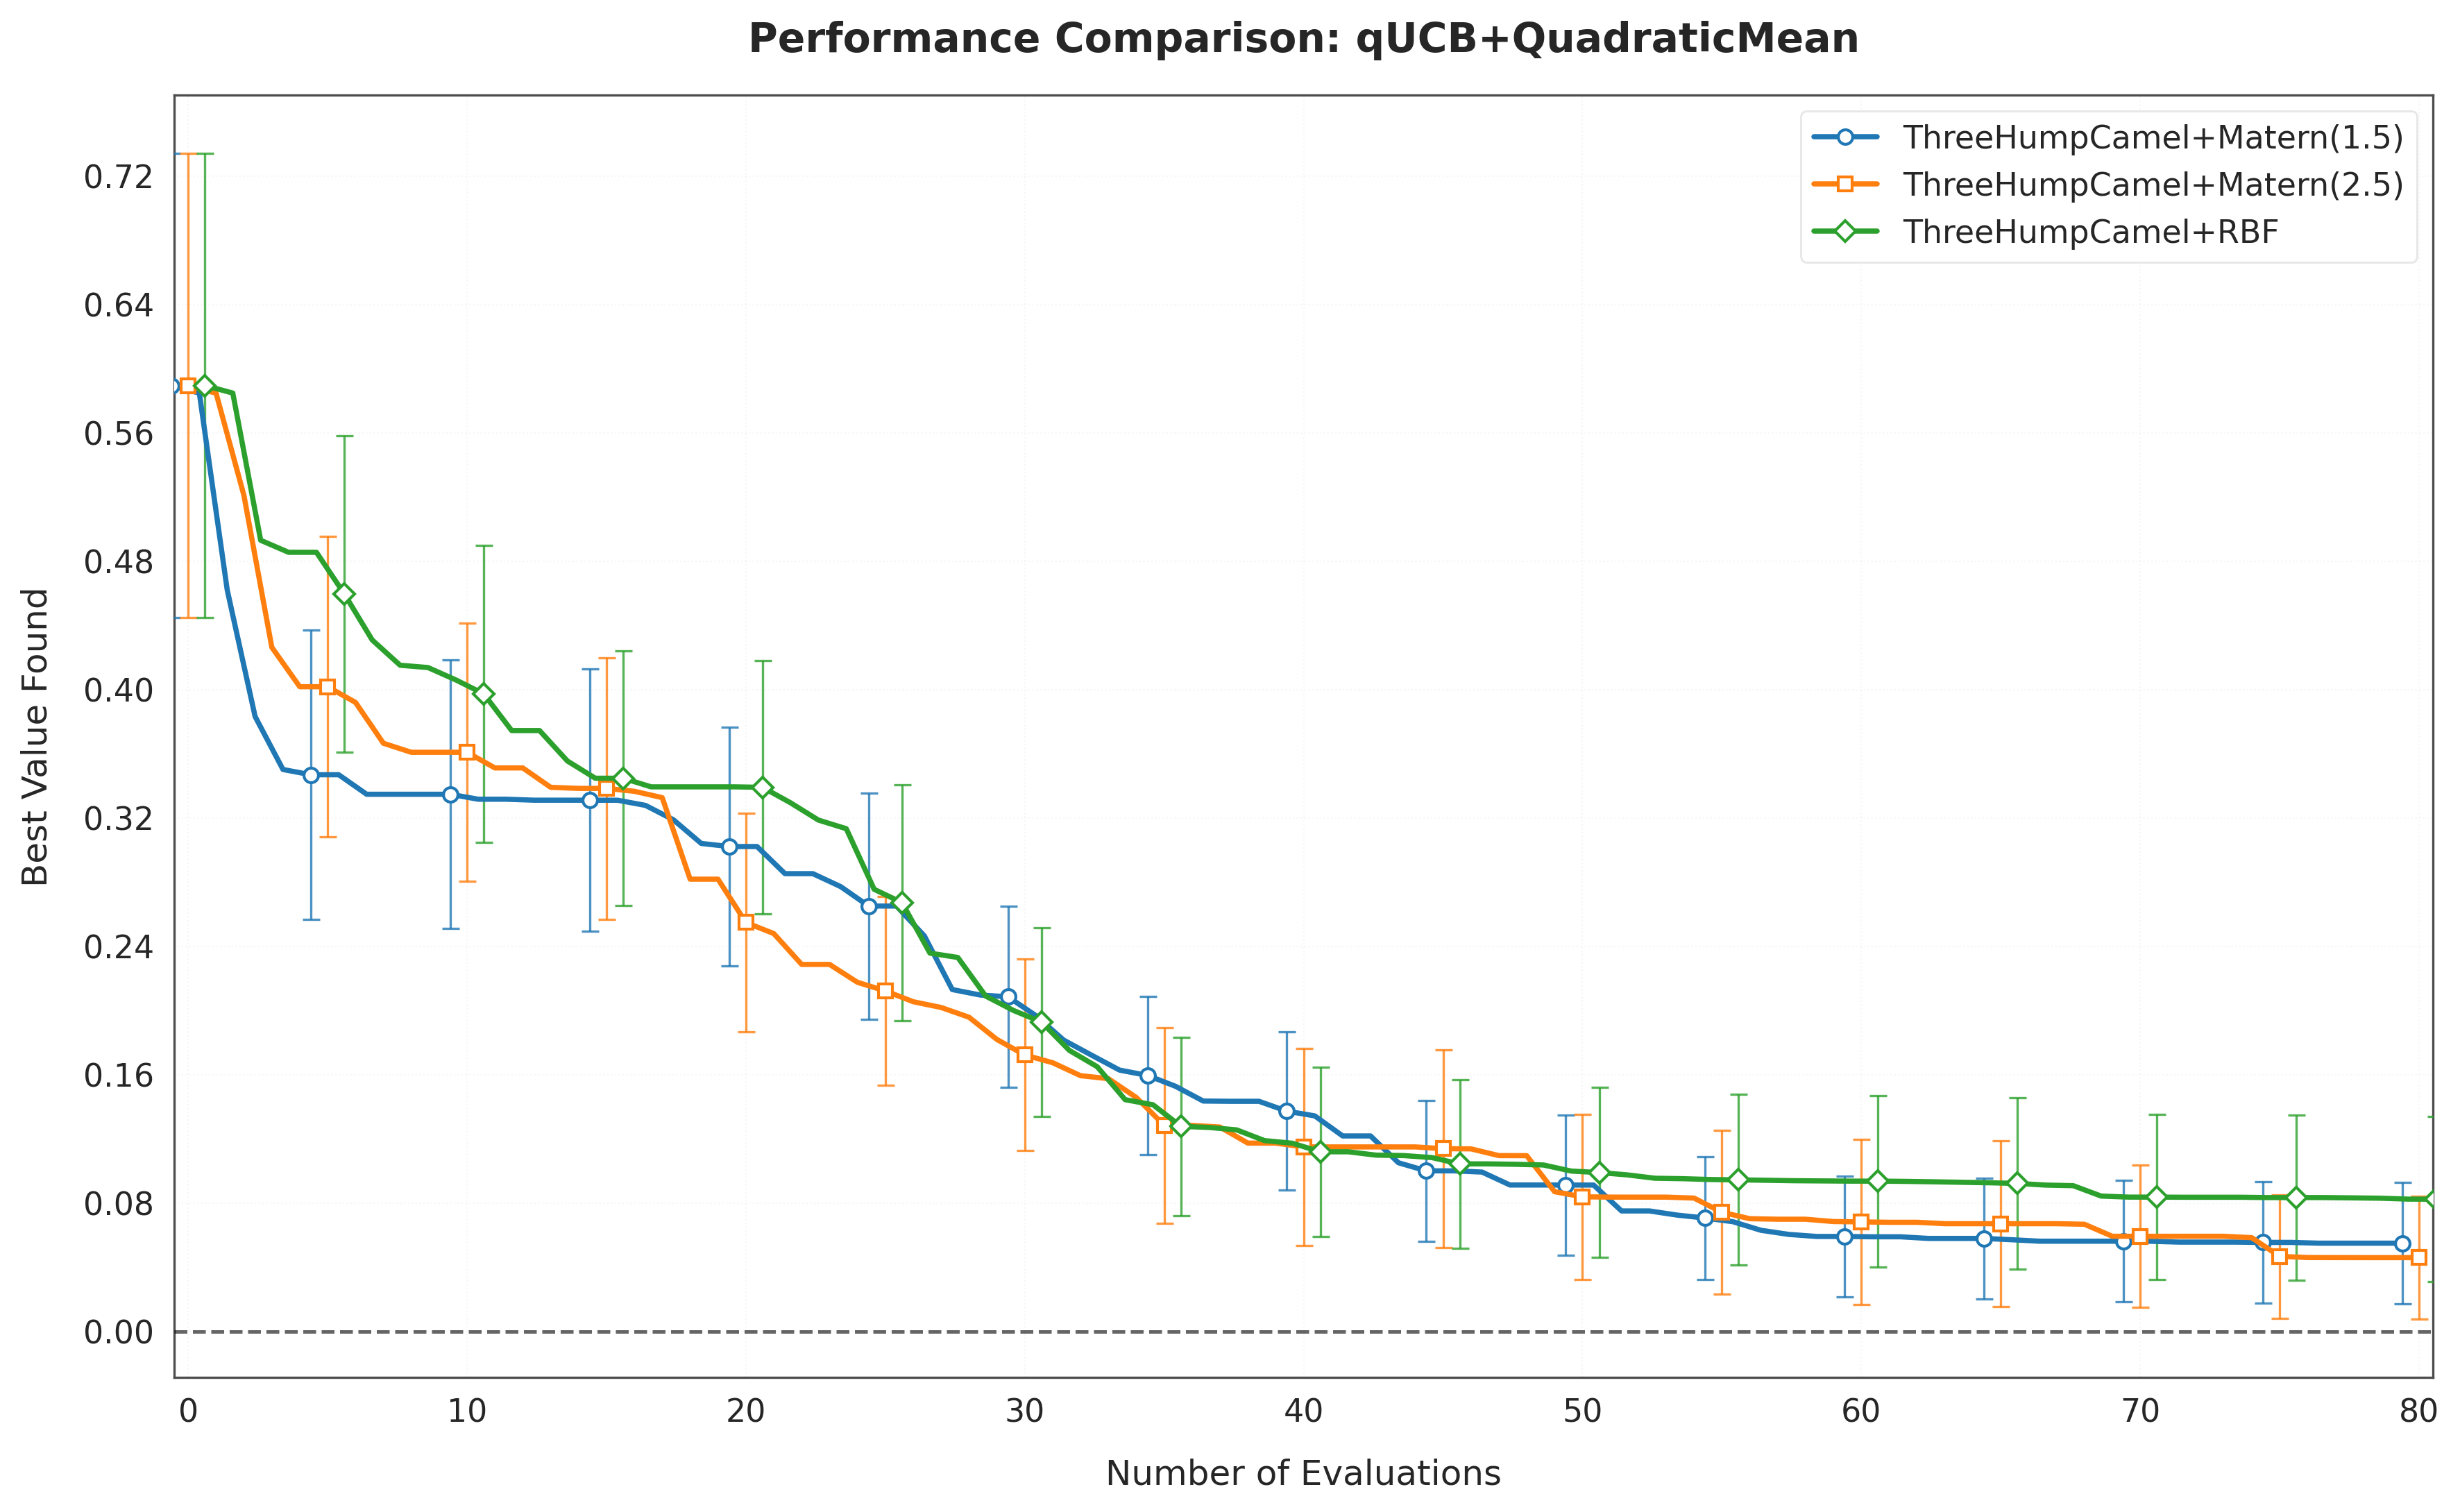 Performance Comparison: qUCB+QuadraticMean
ThreeHumpCamel+Matern(1.5)
ThreeHumpCamel+Matern(2.5)
ThreeHumpCamel+RBF
Best Value Found
0.72
0.64
0.56
0.48
0.40
0.32
0.24
0.16
0.08
0.00
0 10 20 30 40 50 60 70 80
Number of Evaluations